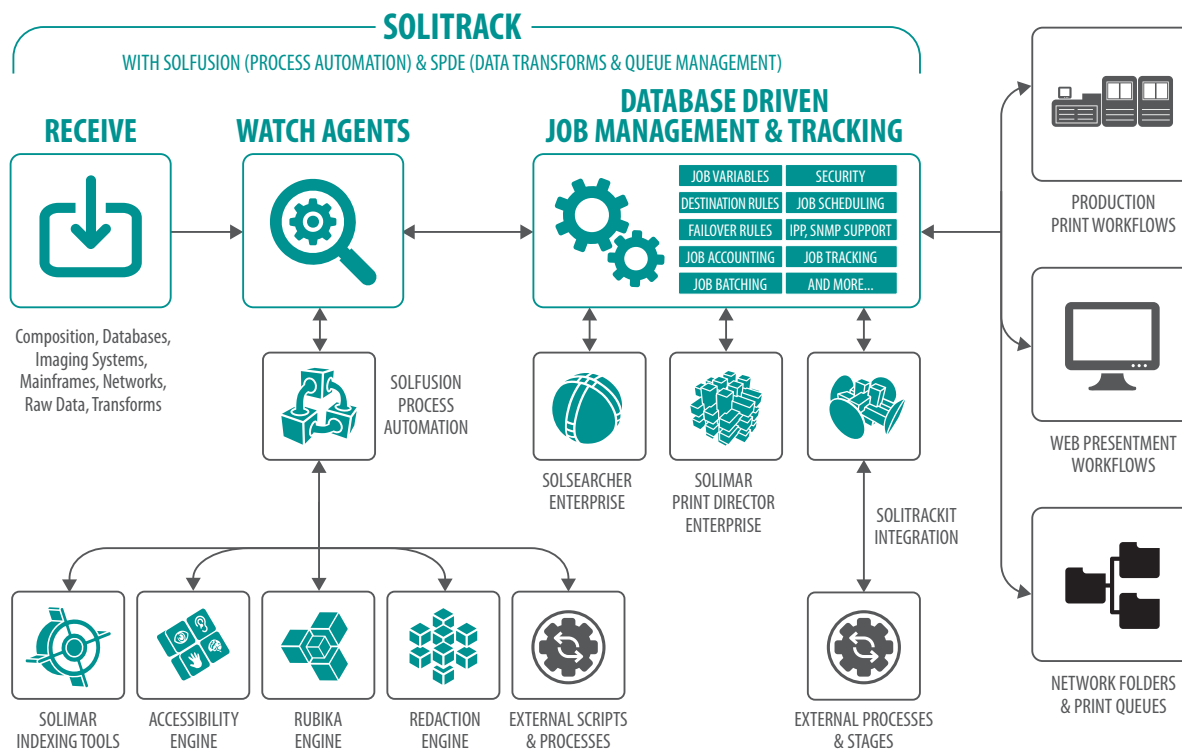 SOLITRACK
WITH SOLFUSION (PROCESS AUTOMATION) & SPDE (DATA TRANSFORMS & QUEUE MANAGEMENT)
RECEIVE
WATCH AGENTS
DATABASE DRIVEN
JOB MANAGEMENT & TRACKING
JOB VARIABLES
SECURITY
DESTINATION RULES
JOB SCHEDULING
FAILOVER RULES
IPP, SNMP SUPPORT
JOB ACCOUNTING
JOB TRACKING
JOB BATCHING
AND MORE...
PRODUCTION
PRINT WORKFLOWS
Composition, Databases,
Imaging Systems,
Mainframes, Networks,
Raw Data, Transforms
SOLFUSION
PROCESS
AUTOMATION
SOLSEARCHER
ENTERPRISE
SOLIMAR
PRINT DIRECTOR
ENTERPRISE
SOLITRACKIT
INTEGRATION
WEB PRESENTMENT
WORKFLOWS
SOLIMAR
INDEXING TOOLS
ACCESSIBILITY
ENGINE
RUBIKA
ENGINE
REDACTION
ENGINE
EXTERNAL SCRIPTS
& PROCESSES
EXTERNAL PROCESSES
& STAGES
NETWORK FOLDERS
& PRINT QUEUES